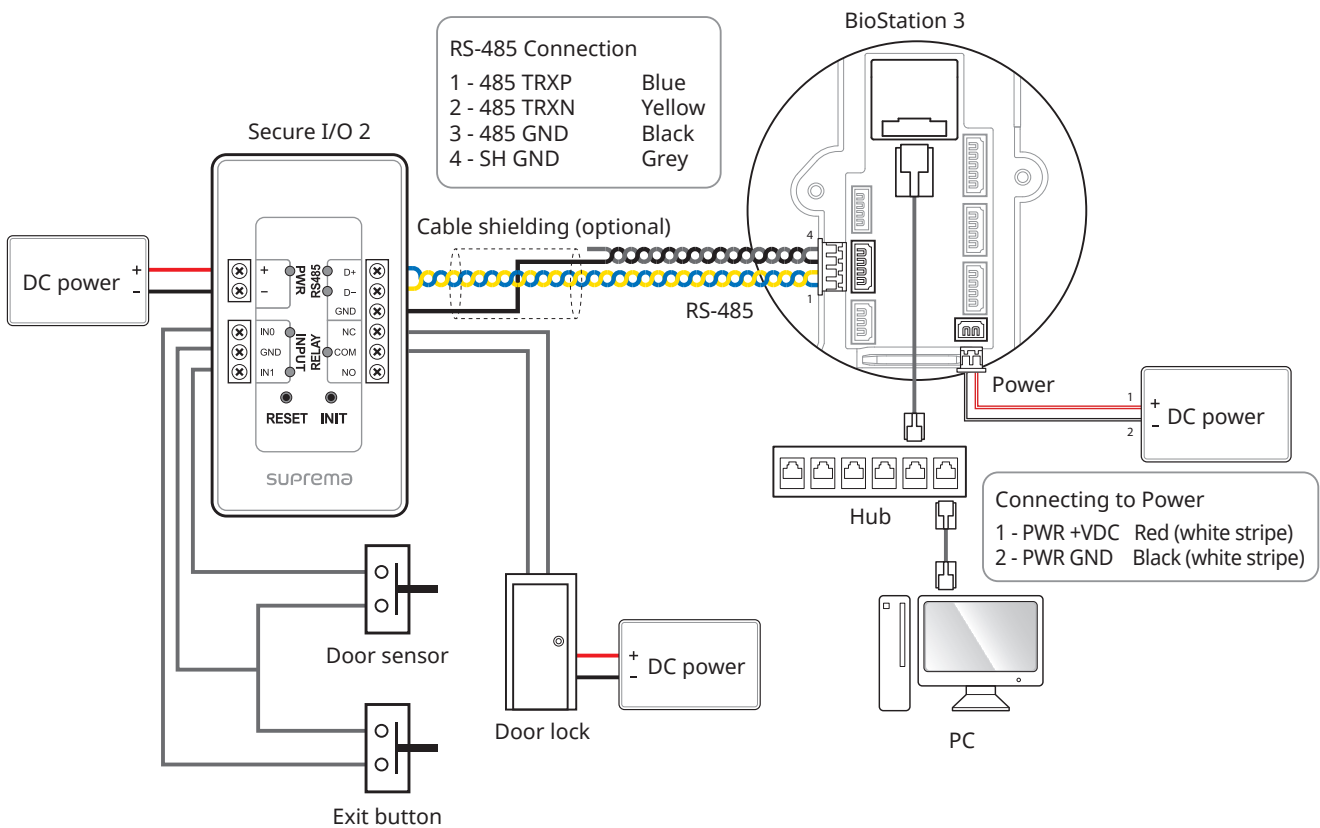 BioStation 3
RS-485 Connection
1 - 485 TRXP Blue
2 - 485 TRXN Yellow
3 - 485 GND Black
4 - SH GND Grey
Secure I/O 2
Cable shielding (optional)
4
1
RS-485
DC power
+
-
+
-
PWR
RS485
D+
D-
GND
IN0
GND
IN1
INPUT
RELAY
NC
COM
NO
RESET INIT
suprema
Power
1
2
+
-
DC power
Hub
Connecting to Power
1 - PWR +VDC Red (white stripe)
2 - PWR GND Black (white stripe)
Door sensor
Door lock
+
-
DC power
PC
Exit button